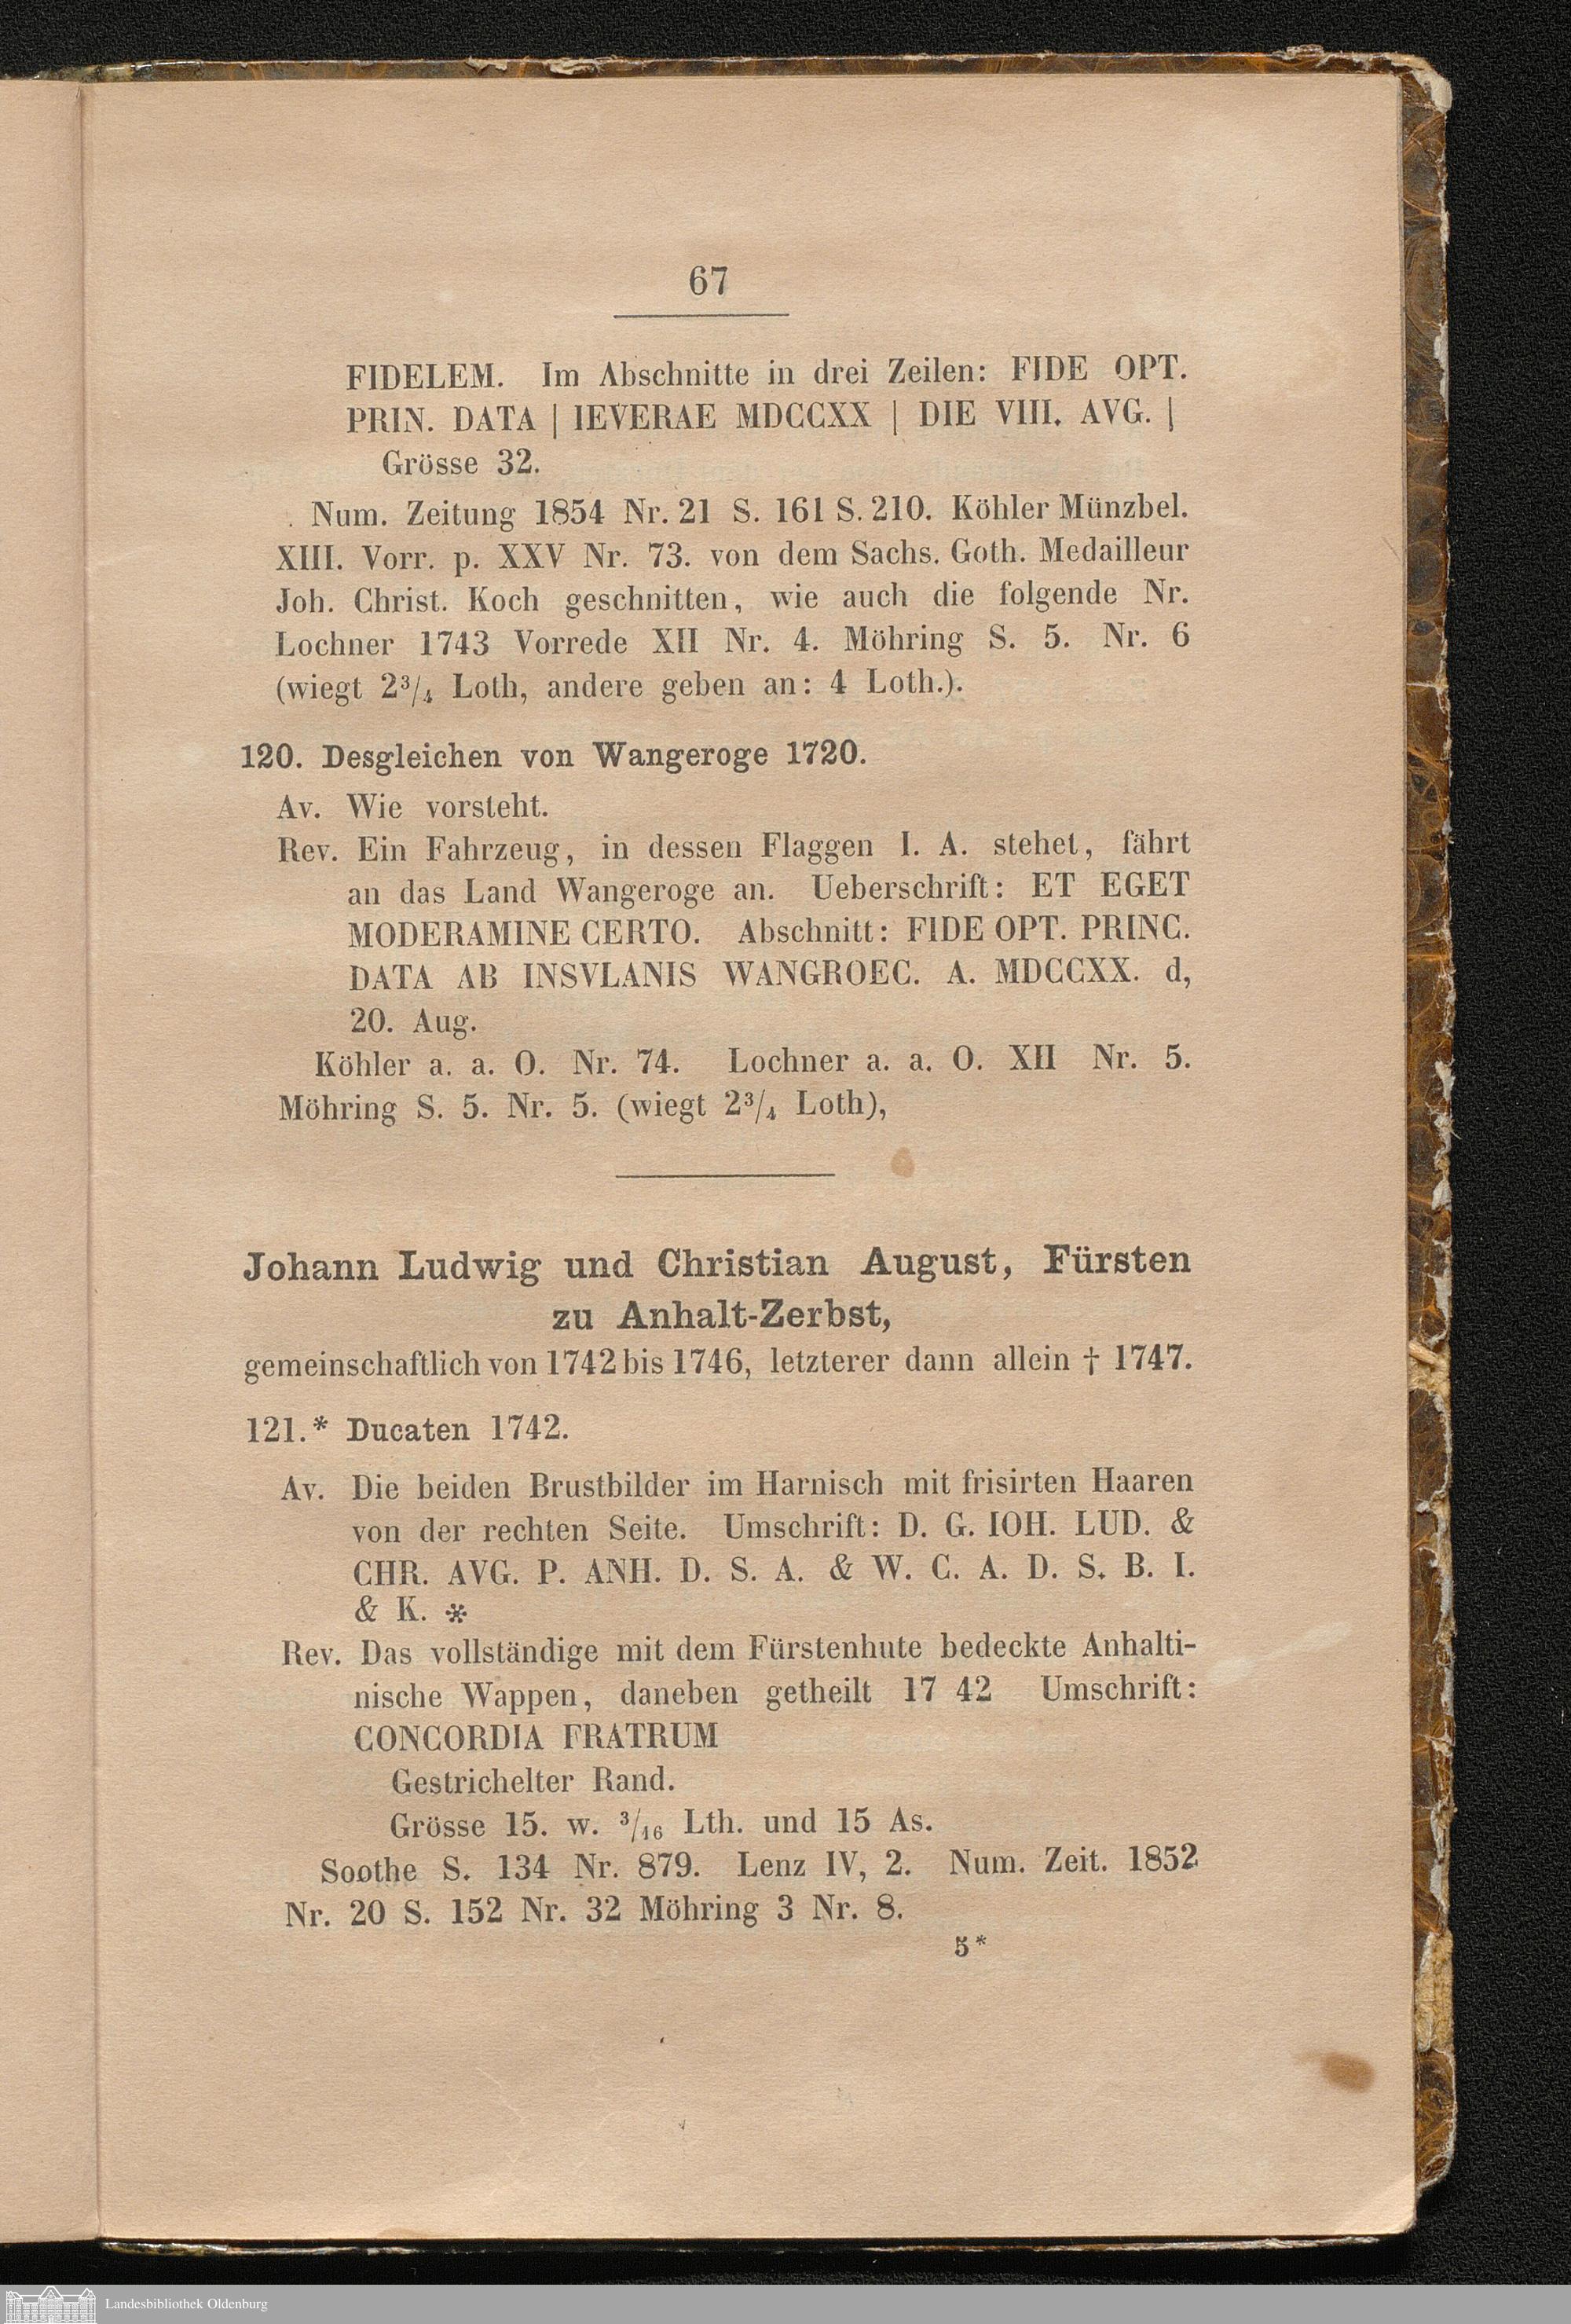 67
FIDELEM. Im Abschnitte in drei Zeilen: FIDE OPT.
PRIN. DATA | IEVERAE MDCCXX | DIE VIII. AVG. |
Grösse 32.
Num. Zeitung 1854 Nr. 21 S. 161 S. 210. Köhler Münzbel.
XIII. Vorr. p. XXV Nr. 73. von dem Sachs. Goth. Medailleur
Joh. Christ. Koch geschnitten, wie auch die folgende Nr.
Lochner 1743 Vorrede XII Nr. 4. Möhring S. 5. Nr. 6
(wiegt 2³/₄ Loth, andere geben an: 4 Loth.).
120. Desgleichen von Wangeroge 1720.
Av. Wie vorsteht.
Rev. Ein Fahrzeug, in dessen Flaggen I. A. stehet, fährt
an das Land Wangeroge an. Ueberschrift: ET EGET
MODERAMINE CERTO. Abschnitt: FIDE OPT. PRINC.
DATA AB INSVLANIS WANGROEC. A. MDCCXX. d,
20. Aug.
Köhler a. a. O. Nr. 74. Lochner a. a. O. XII Nr. 5.
Möhring S. 5. Nr. 5. (wiegt 2³/₄ Loth),
Johann Ludwig und Christian August, Fürsten
zu Anhalt-Zerbst,
gemeinschaftlich von 1742 bis 1746, letzterer dann allein † 1747.
121.* Ducaten 1742.
Av. Die beiden Brustbilder im Harnisch mit frisirten Haaren
von der rechten Seite. Umschrift: D. G. IOH. LUD. &
CHR. AVG. P. ANH. D. S. A. & W. C. A. D. S. B. I.
& K. *
Rev. Das vollständige mit dem Fürstenhute bedeckte Anhalti-
nische Wappen, daneben getheilt 17 42 Umschrift:
CONCORDIA FRATRUM
Gestrichelter Rand.
Grösse 15. w. ³/₁₆ Lth. und 15 As.
Soothe S. 134 Nr. 879. Lenz IV, 2. Num. Zeit. 1852
Nr. 20 S. 152 Nr. 32 Möhring 3 Nr. 8.
5*
Landesbibliothek Oldenburg